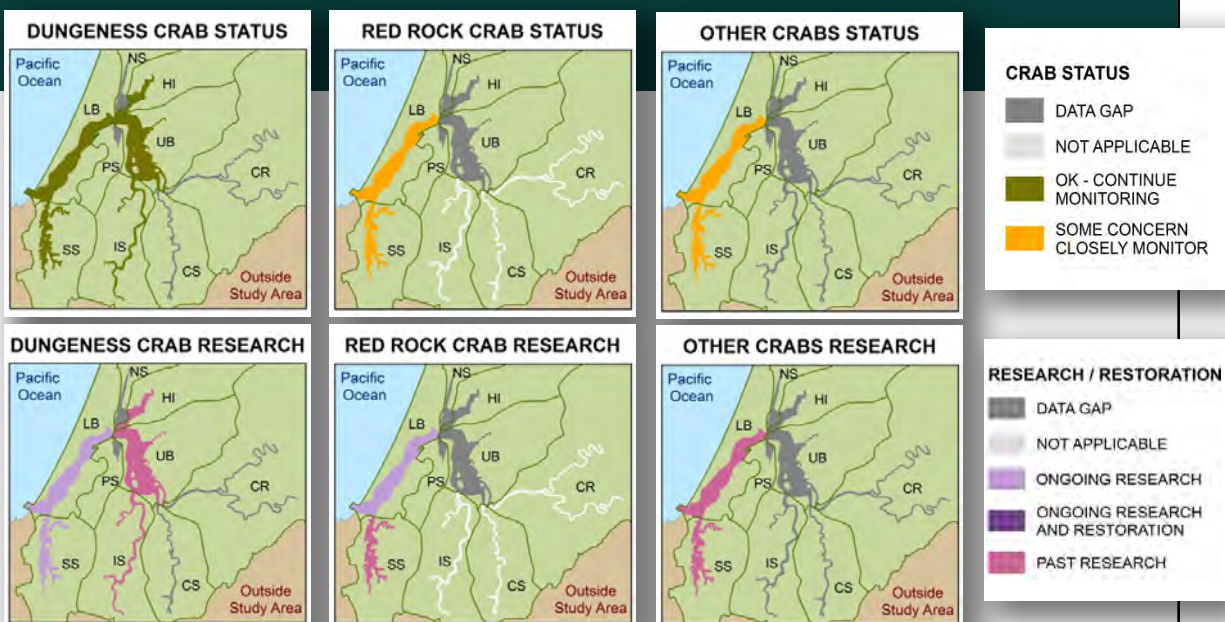 DUNGENESS CRAB STATUS
Pacific
Ocean
NS
HI
LB
UB
PS
CR
SS
IS
CS
Outside
Study Area
RED ROCK CRAB STATUS
Pacific
Ocean
NS
HI
LB
UB
PS
CR
SS
IS
CS
Outside
Study Area
OTHER CRABS STATUS
Pacific
Ocean
NS
HI
LB
UB
PS
CR
SS
IS
CS
Outside
Study Area
CRAB STATUS
DATA GAP
NOT APPLICABLE
OK - CONTINUE
MONITORING
SOME CONCERN
CLOSELY MONITOR
DUNGENESS CRAB RESEARCH
Pacific
Ocean
NS
HI
LB
UB
PS
CR
SS
IS
CS
Outside
Study Area
RED ROCK CRAB RESEARCH
Pacific
Ocean
NS
HI
LB
UB
PS
CR
SS
IS
CS
Outside
Study Area
OTHER CRABS RESEARCH
Pacific
Ocean
NS
HI
LB
UB
PS
CR
SS
IS
CS
Outside
Study Area
RESEARCH / RESTORATION
DATA GAP
NOT APPLICABLE
ONGOING RESEARCH
ONGOING RESEARCH
AND RESTORATION
PAST RESEARCH